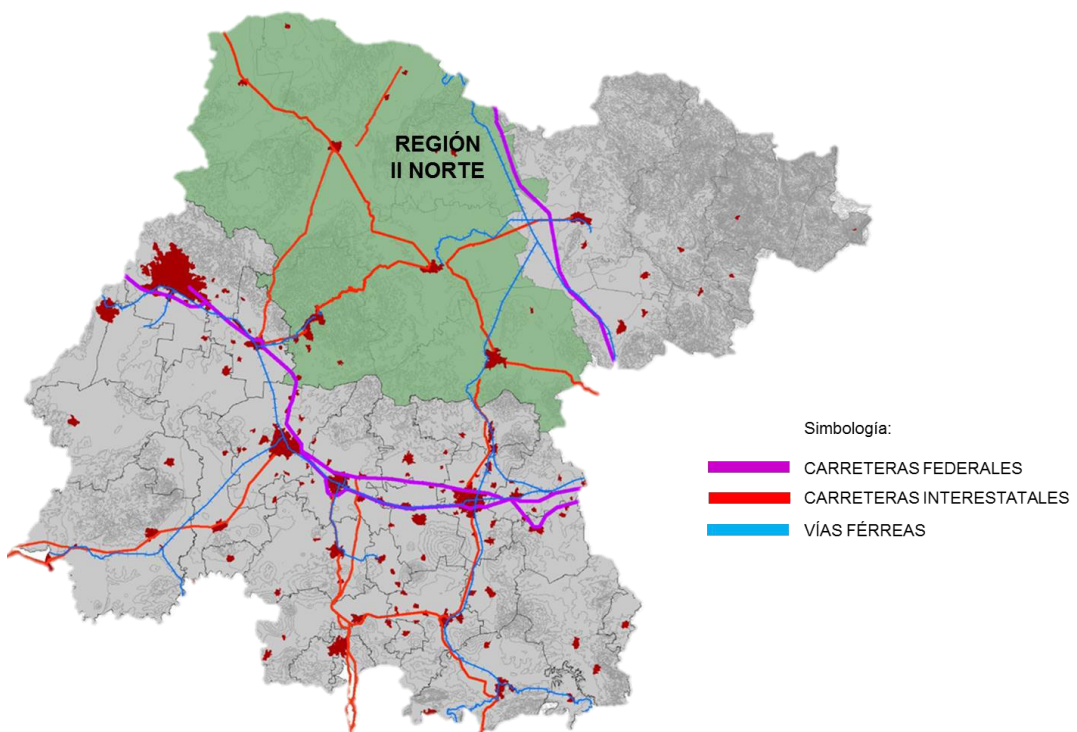 REGIÓN
II NORTE
Simbología:
CARRETERAS FEDERALES
CARRETERAS INTERESTATALES
VÍAS FÉRREAS